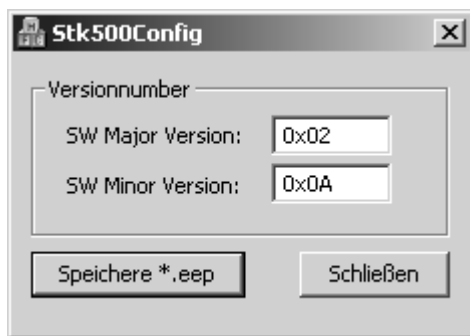 Stk500Config
Versionnumber
SW Major Version: 0x02
SW Minor Version: 0x0A
Speichere *.eep Schließen